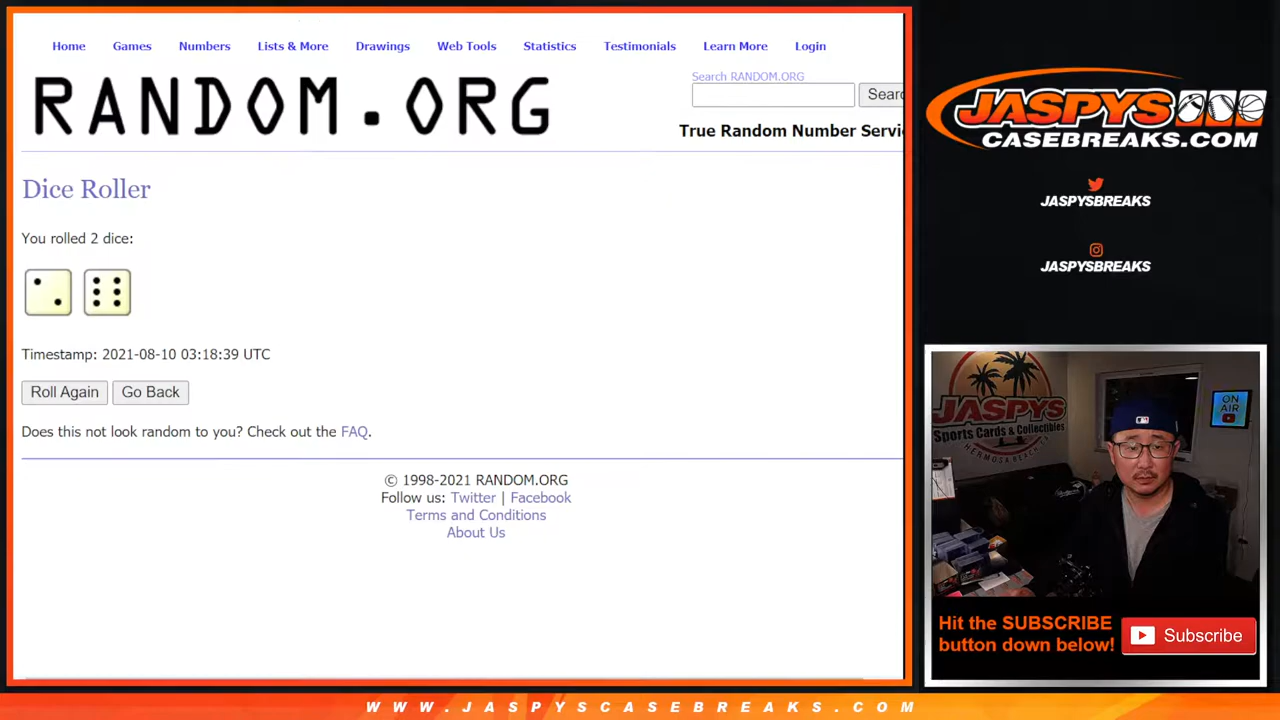 Home Games Numbers Lists & More Drawings Web Tools Statistics Testimonials Learn More Login
RANDOM.ORG
Search RANDOM.ORG
Searc
True Random Number Servi
Dice Roller
You rolled 2 dice:
Timestamp: 2021-08-10 03:18:39 UTC
Roll Again Go Back
Does this not look random to you? Check out the FAQ.
© 1998-2021 RANDOM.ORG
Follow us: Twitter | Facebook
Terms and Conditions
About Us
JASPYS
CASEBREAKS.COM
JASPYSBREAKS
JASPYSBREAKS
JASPYS
Sports Cards & Collectibles
HERMOSA BEACH, CA
ON
AIR
Hit the SUBSCRIBE
button down below!
Subscribe
WWW.JASPYSCASEBREAKS.COM